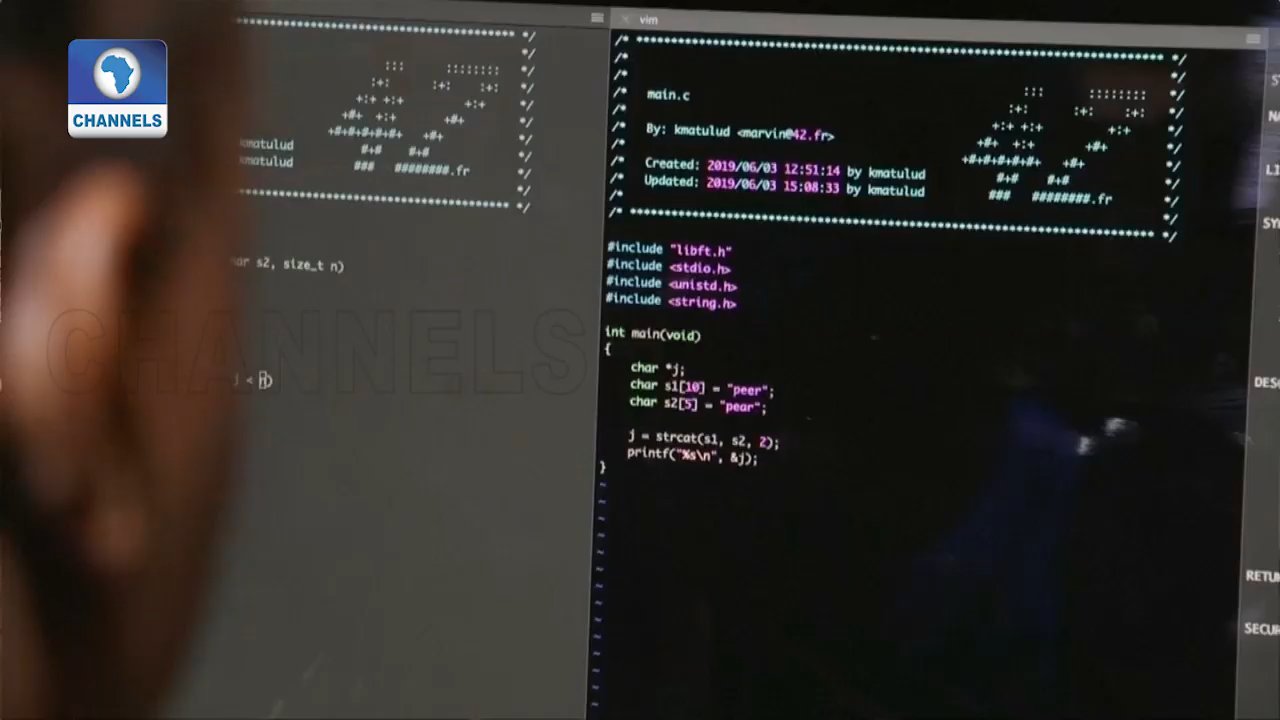 CHANNELS
CHANNELS
*/
kmatulud
kmatulud
########.fr
s2, size_t n)
j < n)
vim
main.c
By: kmatulud <marvin@42.fr>
Created: 2019/06/03 12:51:14 by kmatulud
Updated: 2019/06/03 15:08:33 by kmatulud
### ########.fr
#include "libft.h"
#include <stdio.h>
#include <unistd.h>
#include <string.h>
int main(void)
{
char *j;
char s1[10] = "peer";
char s2[5] = "pear";
j = strcat(s1, s2, 2);
printf("%s\n", &j);
}